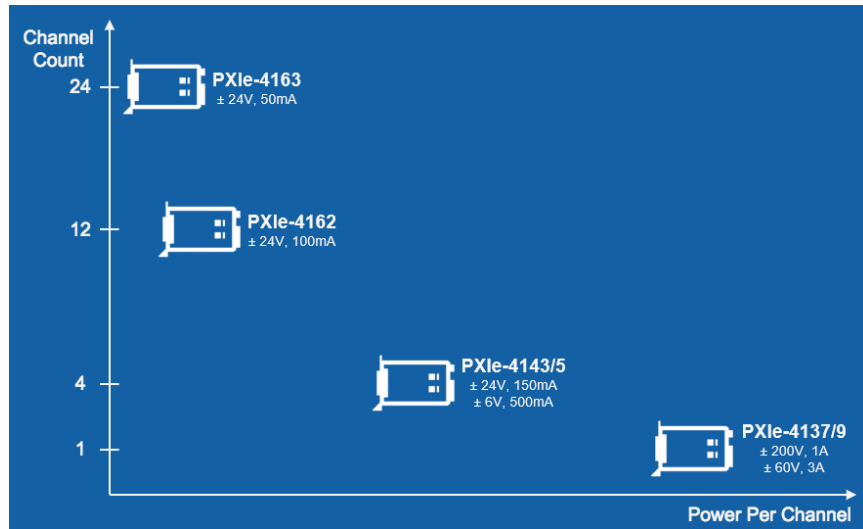 Channel
Count
24
PXIe-4163
± 24V, 50mA
12
PXIe-4162
± 24V, 100mA
4
PXIe-4143/5
± 24V, 150mA
± 6V, 500mA
1
PXIe-4137/9
± 200V, 1A
± 60V, 3A
Power Per Channel